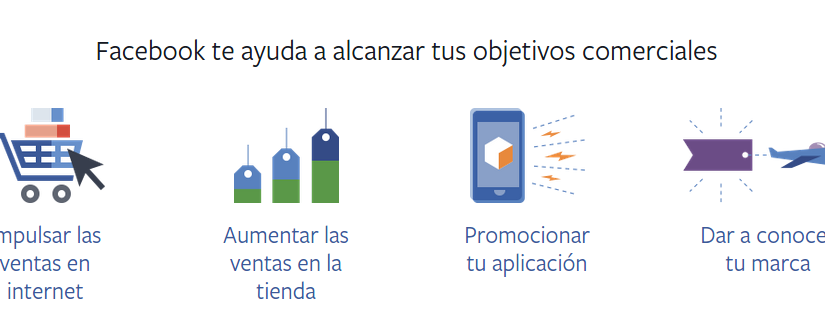 Facebook te ayuda a alcanzar tus objetivos comerciales
mpulsar las
ventas en
internet
Aumentar las
ventas en la
tienda
Promocionar
tu aplicación
Dar a conoce
tu marca